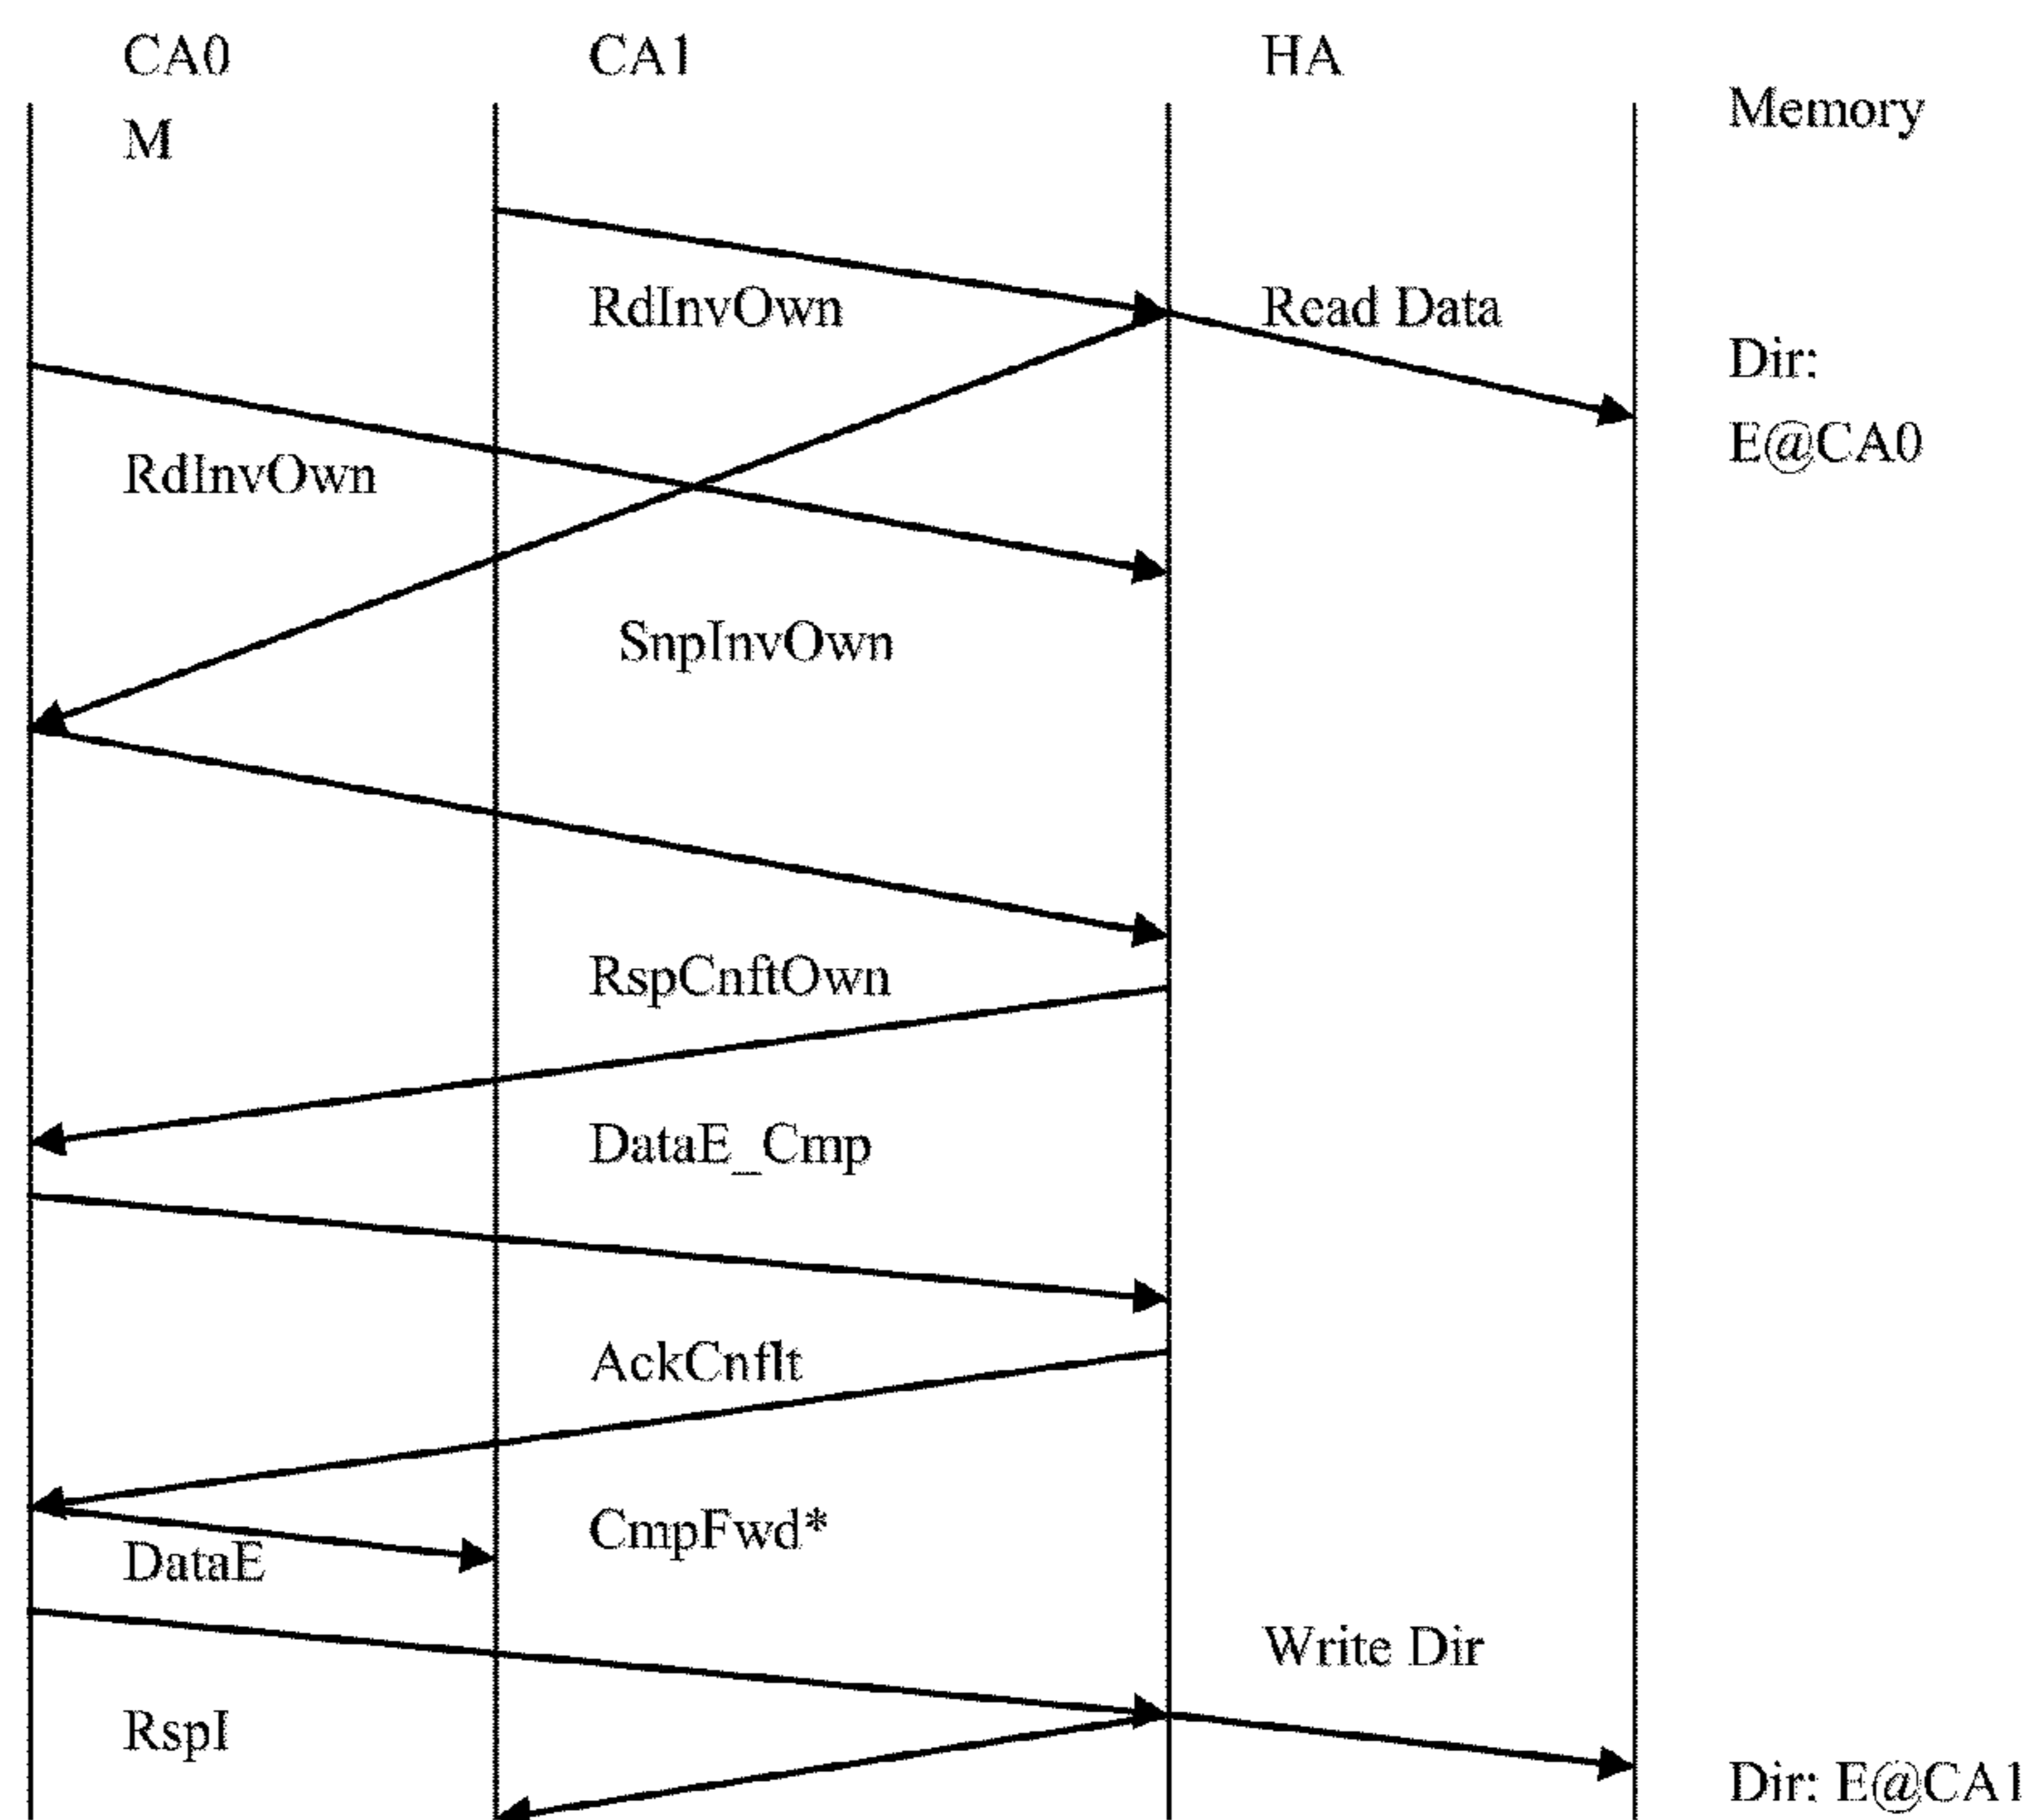 CA0
CA1
HA
Memory
M
RdInvOwn
Read Data
Dir:
E@CA0
RdInvOwn
SnpInvOwn
RspCnftOwn
DataE_Cmp
AckCnflt
CmpFwd*
DataE
Write Dir
RspI
Dir: E@CA1